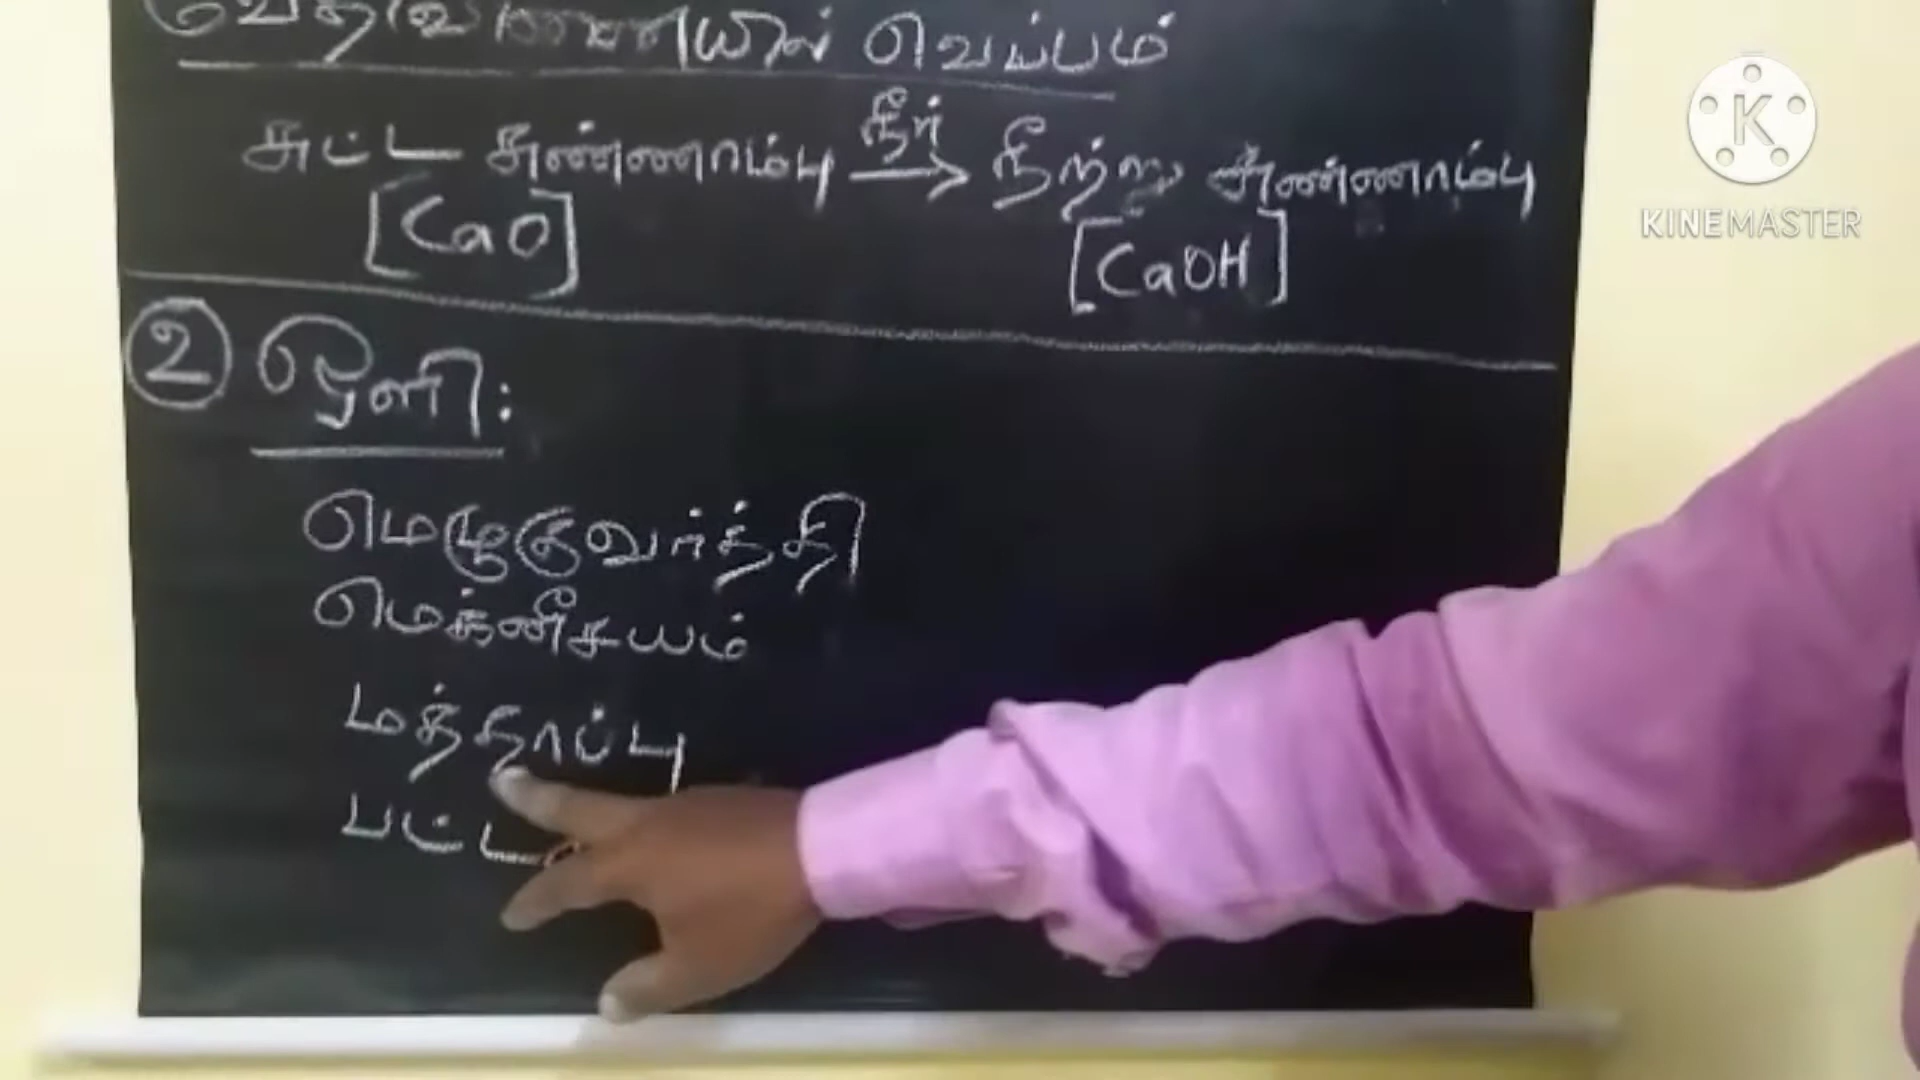 வெப்பம்
நீர்
சுட்ட சுண்ணாம்பு → நீற்று சுண்ணாம்பு
[CaO] [CaOH]
2 ஒளி:
மெழுகுவர்த்தி
மெக்னீசியம்
மத்தாப்பு
பட்ட
K
KINEMASTER